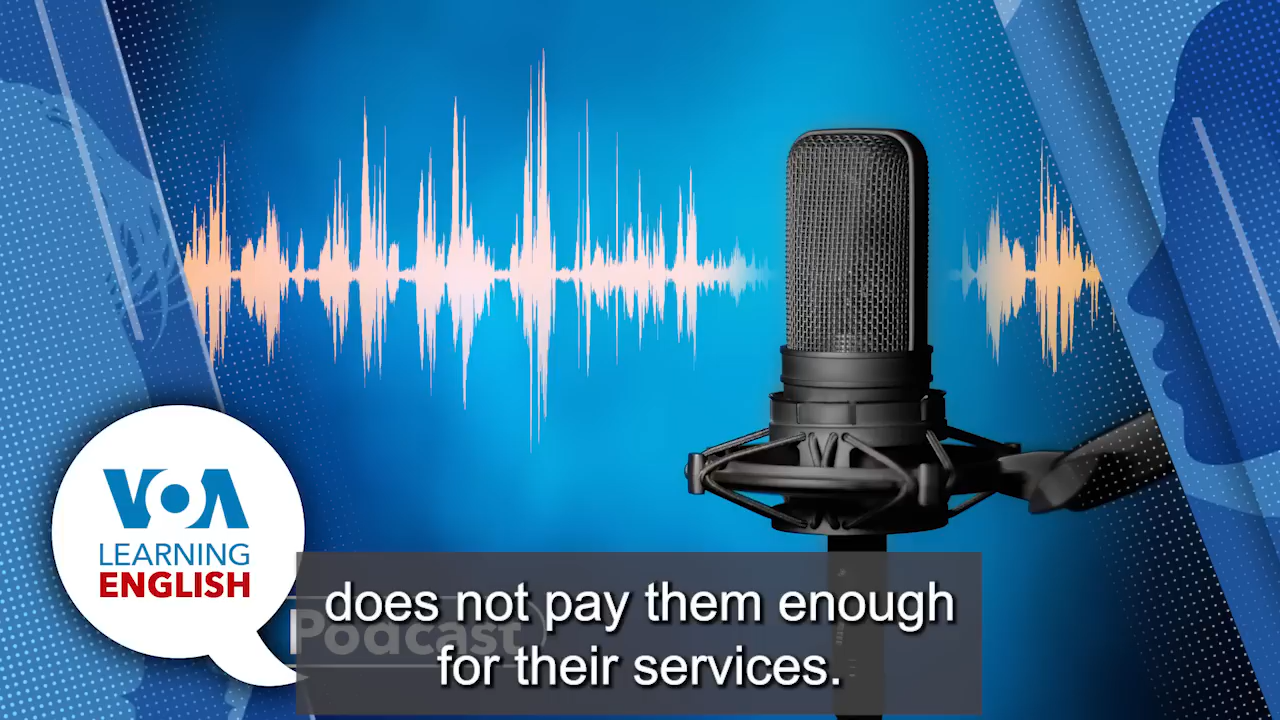 VOA
LEARNING
ENGLISH
Podcast
does not pay them enough
for their services.